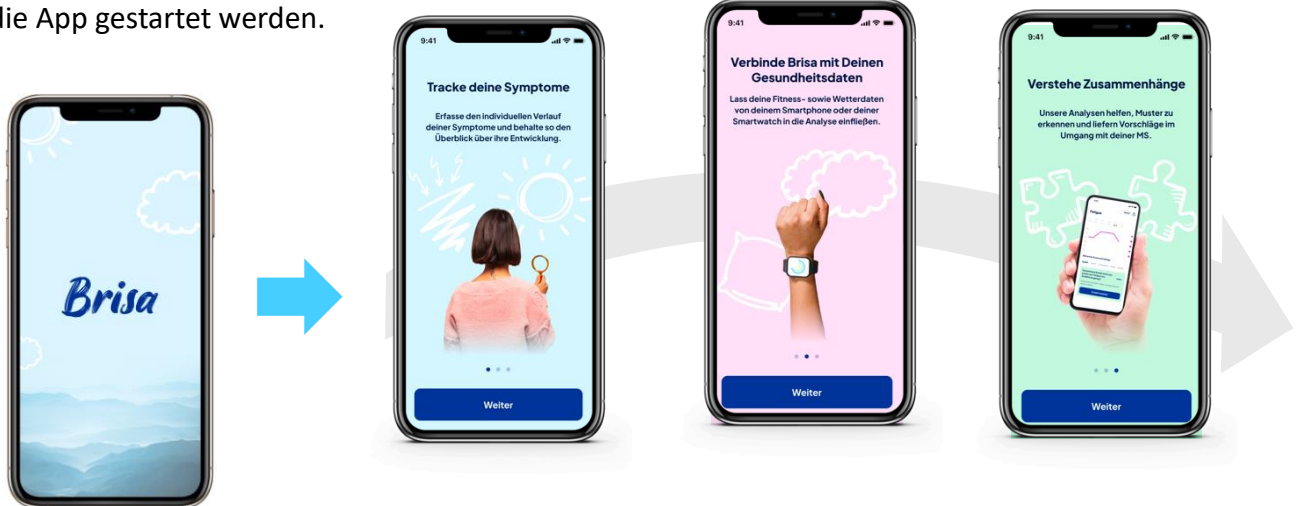 die App gestartet werden.
Brisa
9:41
Tracke deine Symptome
Erfasse den individuellen Verlauf
deiner Symptome und behalte so den
Überblick über ihre Entwicklung.
Weiter
9:41
Verbinde Brisa mit Deinen
Gesundheitsdaten
Lass deine Fitness- sowie Wetterdaten
von deinem Smartphone oder deiner
Smartwatch in die Analyse einfließen.
Weiter
9:41
Verstehe Zusammenhänge
Unsere Analysen helfen, Muster zu
erkennen und liefern Vorschläge im
Umgang mit deiner MS.
Fatigue
Weiter